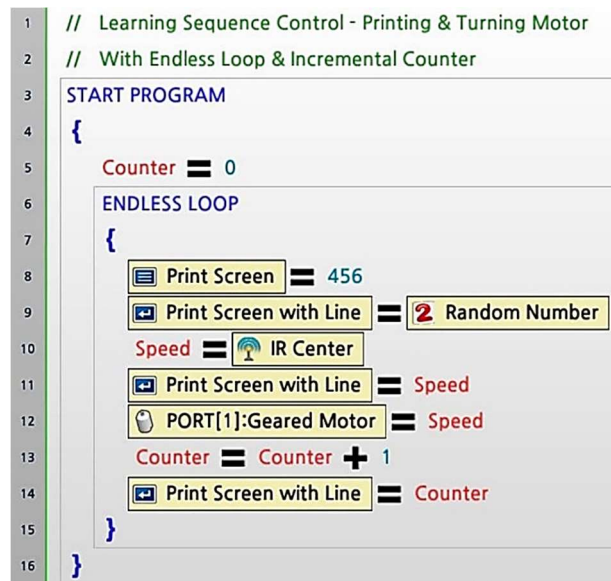 1 // Learning Sequence Control - Printing & Turning Motor
2 // With Endless Loop & Incremental Counter
3 START PROGRAM
4 {
5 Counter = 0
6 ENDLESS LOOP
7 {
8 Print Screen = 456
9 Print Screen with Line = 2 Random Number
10 Speed = IR Center
11 Print Screen with Line = Speed
12 PORT[1]:Geared Motor = Speed
13 Counter = Counter + 1
14 Print Screen with Line = Counter
15 }
16 }